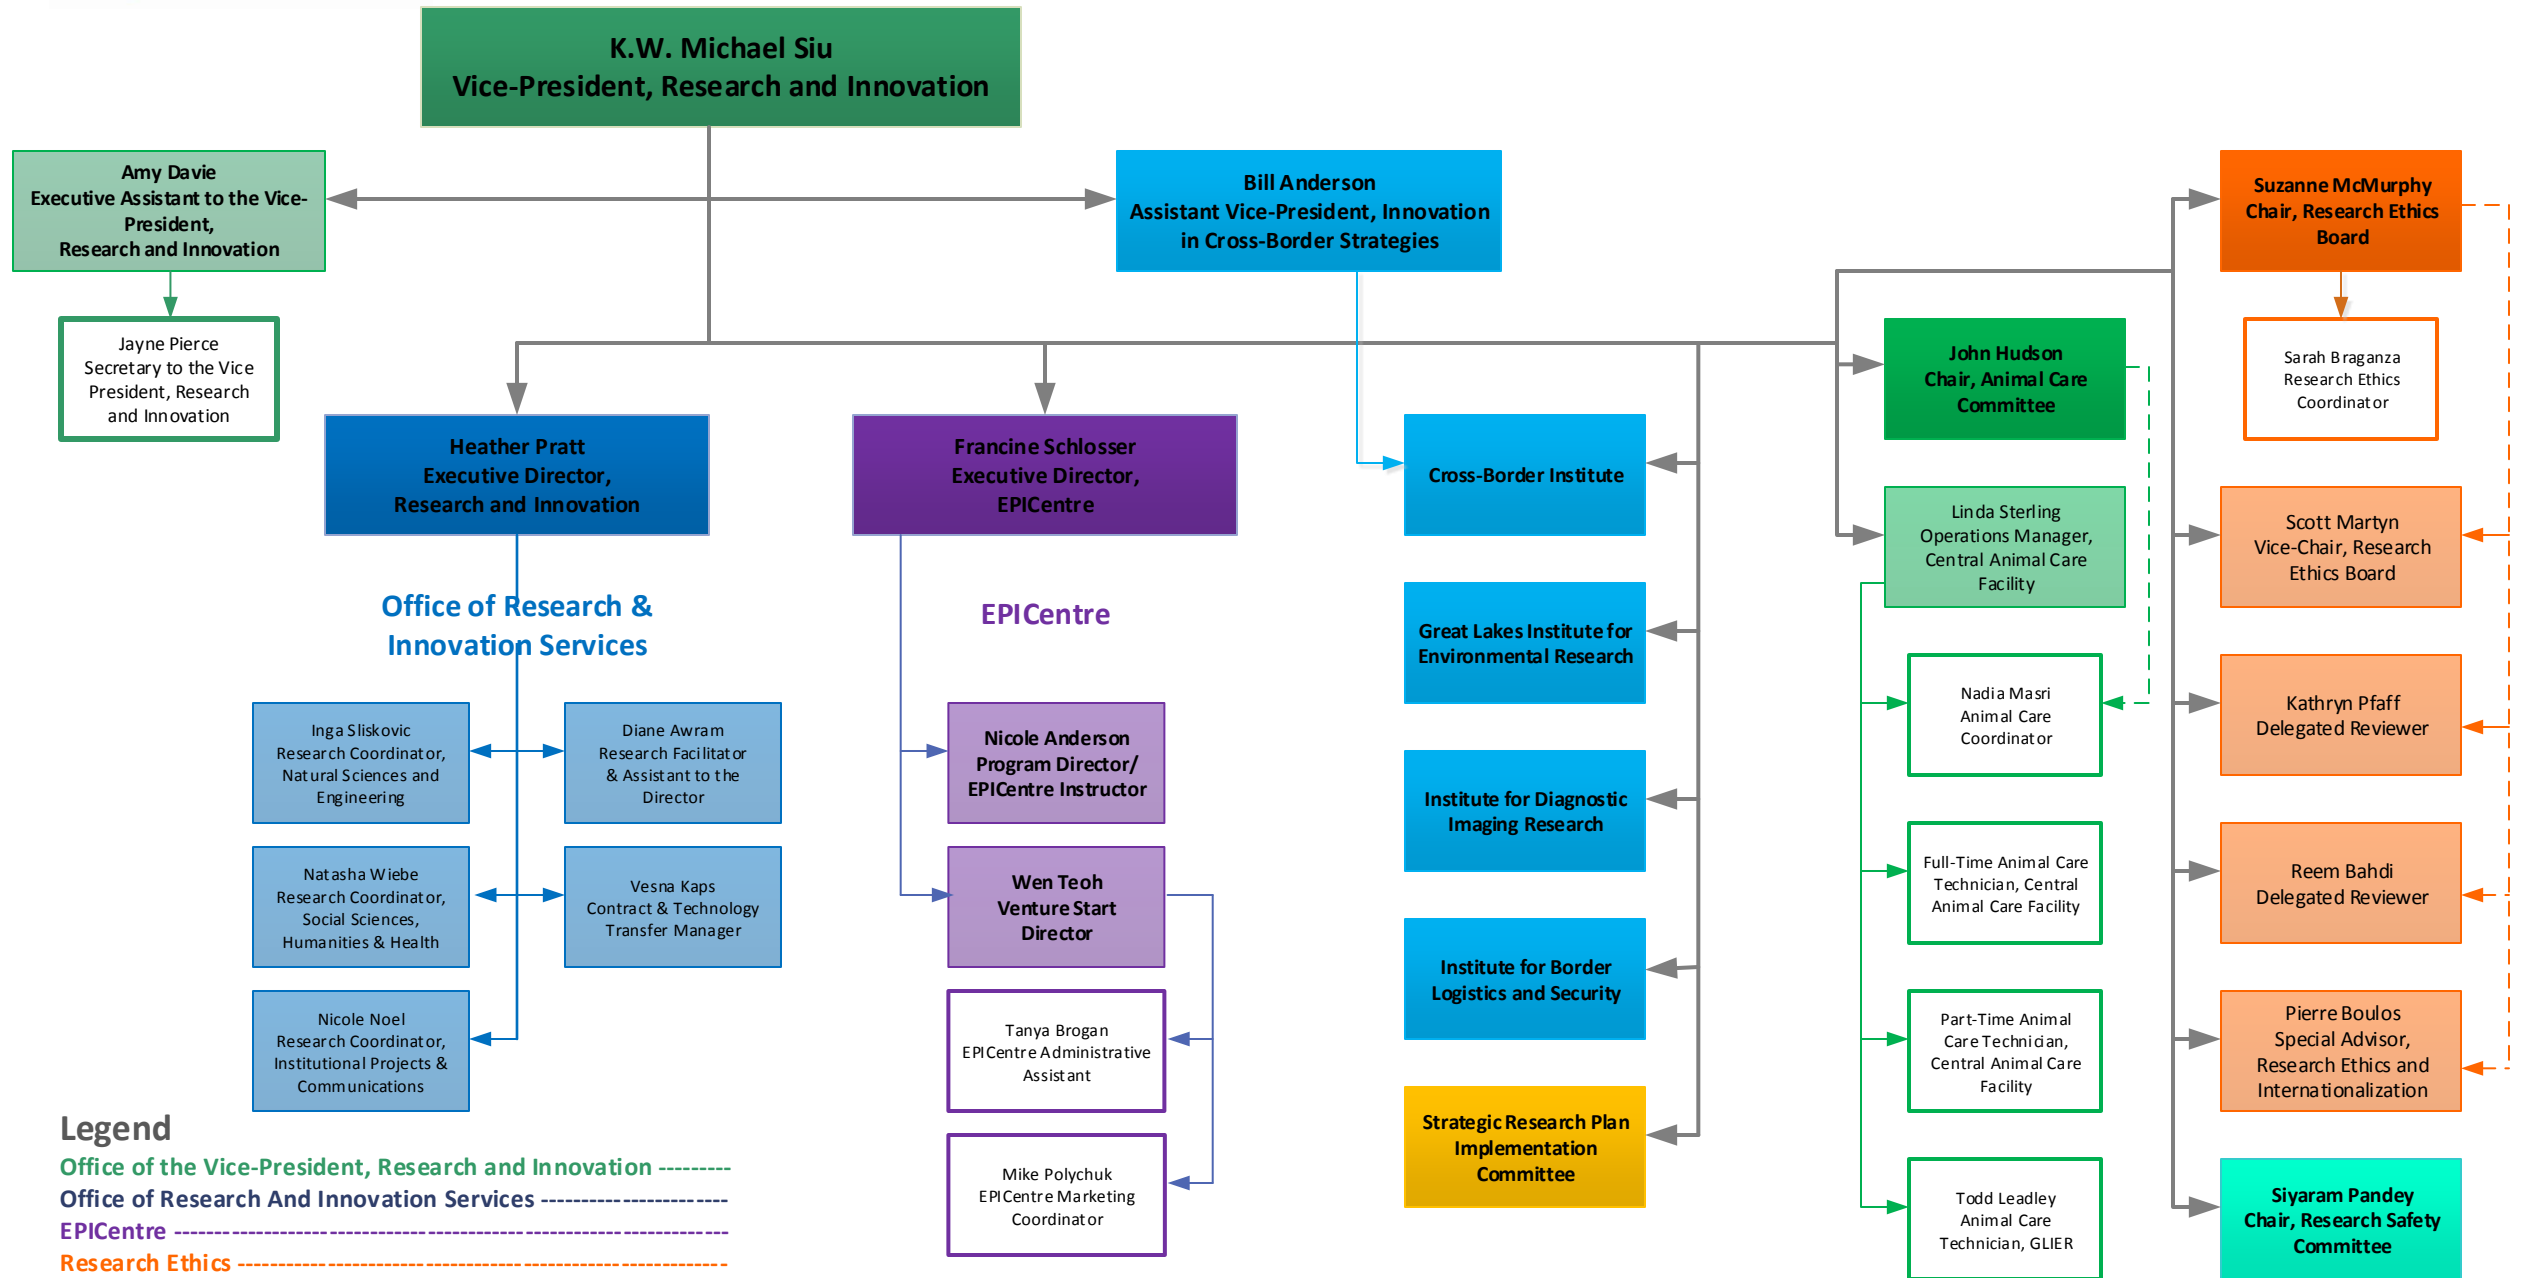 K.W. Michael Siu
Vice-President, Research and Innovation
Amy Davie
Executive Assistant to the Vice-
President,
Research and Innovation
Bill Anderson
Assistant Vice-President, Innovation
in Cross-Border Strategies
Suzanne McMurphy
Chair, Research Ethics
Board
Jayne Pierce
Secretary to the Vice
President, Research
and Innovation
John Hudson
Chair, Animal Care
Committee
Sarah Braganza
Research Ethics
Coordinator
Heather Pratt
Executive Director,
Research and Innovation
Francine Schlosser
Executive Director,
EPICentre
Cross-Border Institute
Linda Sterling
Operations Manager,
Central Animal Care
Facility
Scott Martyn
Vice-Chair, Research
Ethics Board
Office of Research &
Innovation Services
EPICentre
Great Lakes Institute for
Environmental Research
Nadia Masri
Animal Care
Coordinator
Kathryn Pfaff
Delegated Reviewer
Inga Sliskovic
Research Coordinator,
Natural Sciences and
Engineering
Diane Awram
Research Facilitator
& Assistant to the
Director
Nicole Anderson
Program Director/
EPICentre Instructor
Institute for Diagnostic
Imaging Research
Full-Time Animal Care
Technician, Central
Animal Care Facility
Reem Bahdi
Delegated Reviewer
Natasha Wiebe
Research Coordinator,
Social Sciences,
Humanities & Health
Vesna Kaps
Contract & Technology
Transfer Manager
Wen Teoh
Venture Start
Director
Institute for Border
Logistics and Security
Part-Time Animal
Care Technician,
Central Animal Care
Facility
Pierre Boulos
Special Advisor,
Research Ethics and
Internationalization
Nicole Noel
Research Coordinator,
Institutional Projects &
Communications
Tanya Brogan
EPICentre Administrative
Assistant
Strategic Research Plan
Implementation
Committee
Mike Polychuk
EPICentre Marketing
Coordinator
Todd Leadley
Animal Care
Technician, GLIER
Siyaram Pandey
Chair, Research Safety
Committee
Legend
Office of the Vice-President, Research and Innovation ---------
Office of Research And Innovation Services -----------------------
EPICentre --------------------------------------------------------------------
Research Ethics ------------------------------------------------------------